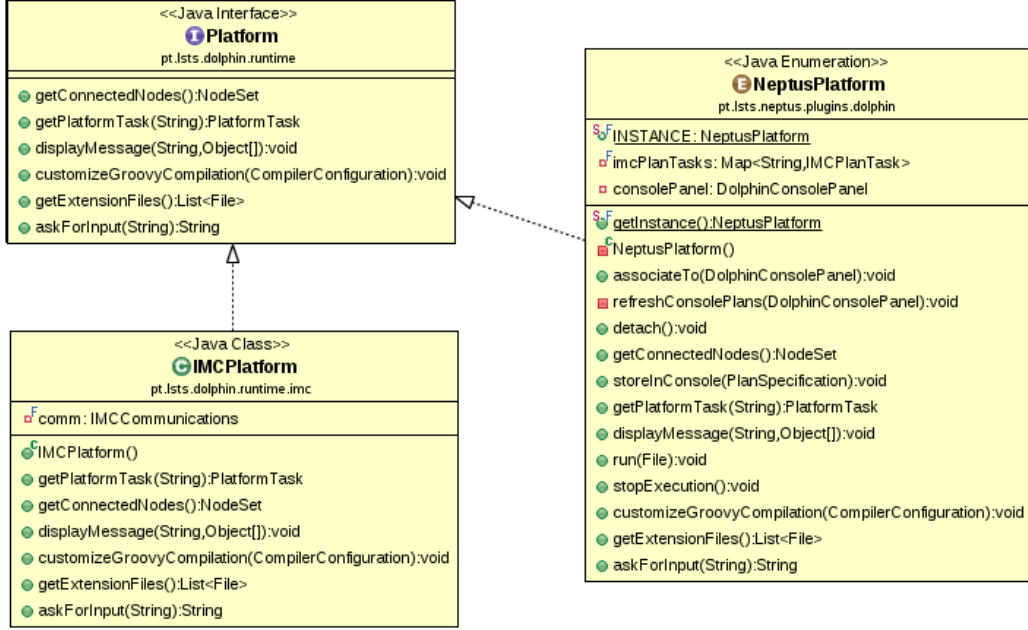 <<Java Interface>>
I Platform
pt.lsts.dolphin.runtime
getConnectedNodes():NodeSet
getPlatformTask(String):PlatformTask
displayMessage(String,Object[]):void
customizeGroovyCompilation(CompilerConfiguration):void
getExtensionFiles():List<File>
askForInput(String):String
<<Java Class>>
C IMCPlatform
pt.lsts.dolphin.runtime.imc
F comm: IMCCommunications
C IMCPlatform()
getPlatformTask(String):PlatformTask
getConnectedNodes():NodeSet
displayMessage(String,Object[]):void
customizeGroovyCompilation(CompilerConfiguration):void
getExtensionFiles():List<File>
askForInput(String):String
<<Java Enumeration>>
E NeptusPlatform
pt.lsts.neptus.plugins.dolphin
S F INSTANCE: NeptusPlatform
F imcPlanTasks: Map<String,IMCPlanTask>
consolePanel: DolphinConsolePanel
S F getInstance():NeptusPlatform
C NeptusPlatform()
associateTo(DolphinConsolePanel):void
refreshConsolePlans(DolphinConsolePanel):void
detach():void
getConnectedNodes():NodeSet
storeInConsole(PlanSpecification):void
getPlatformTask(String):PlatformTask
displayMessage(String,Object[]):void
run(File):void
stopExecution():void
customizeGroovyCompilation(CompilerConfiguration):void
getExtensionFiles():List<File>
askForInput(String):String